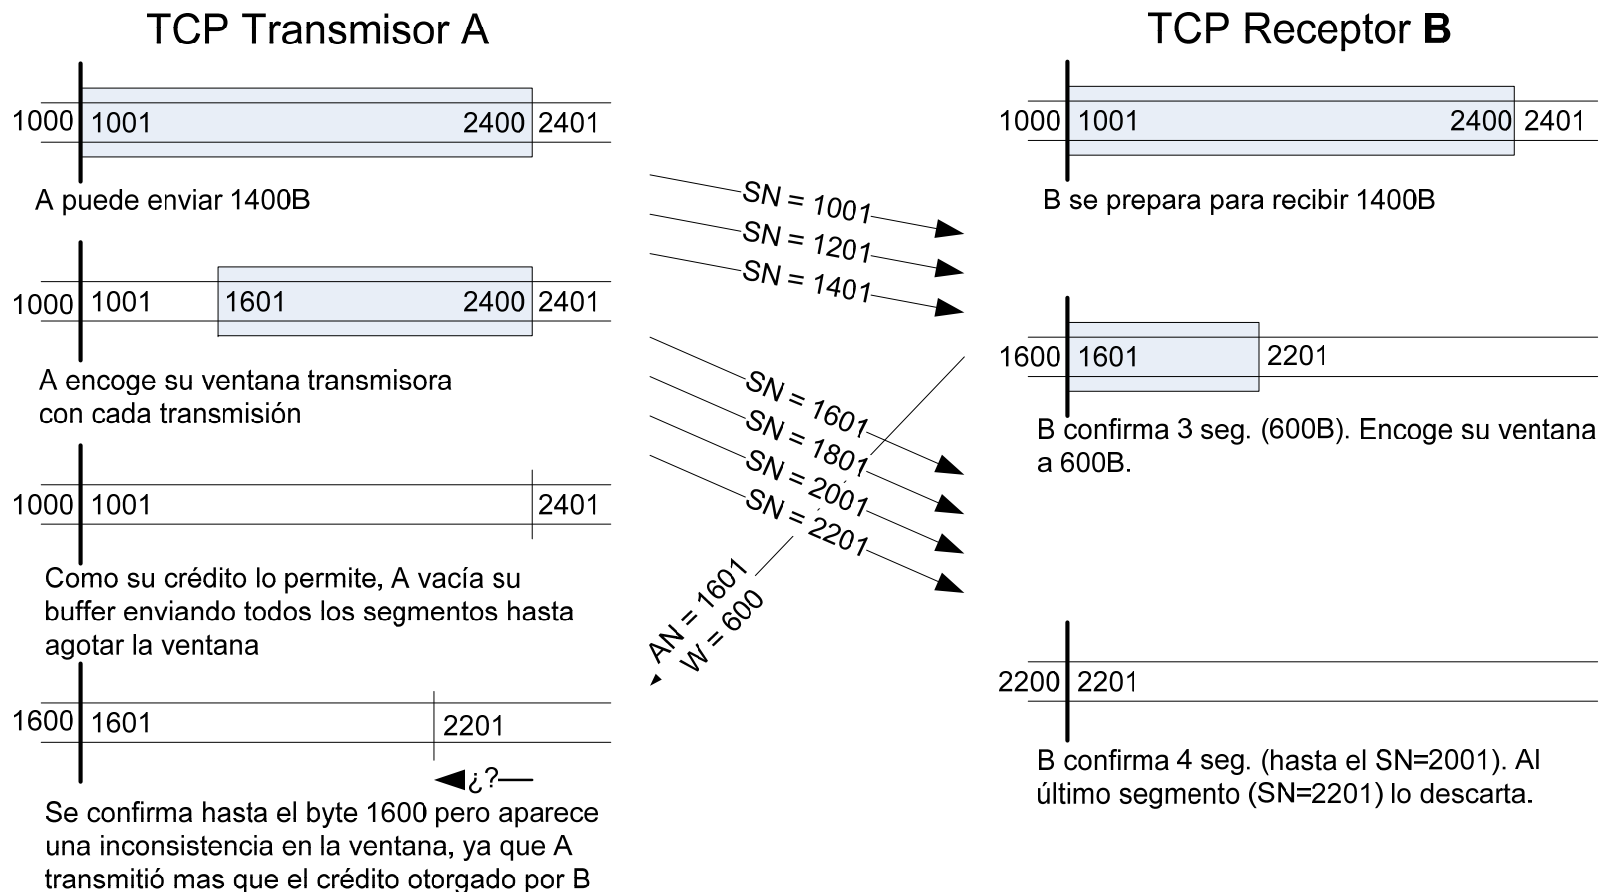 TCP Transmisor A
1000 1001 2400 2401
A puede enviar 1400B
1000 1001 1601 2400 2401
A encoge su ventana transmisora
con cada transmisión
1000 1001 2401
Como su crédito lo permite, A vacía su
buffer enviando todos los segmentos hasta
agotar la ventana
1600 1601 2201
¿?
Se confirma hasta el byte 1600 pero aparece
una inconsistencia en la ventana, ya que A
transmitió mas que el crédito otorgado por B
SN = 1001
SN = 1201
SN = 1401
SN = 1601
SN = 1801
SN = 2001
SN = 2201
AN = 1601
W = 600
TCP Receptor B
1000 1001 2400 2401
B se prepara para recibir 1400B
1600 1601 2201
B confirma 3 seg. (600B). Encoge su ventana
a 600B.
2200 2201
B confirma 4 seg. (hasta el SN=2001). Al
último segmento (SN=2201) lo descarta.